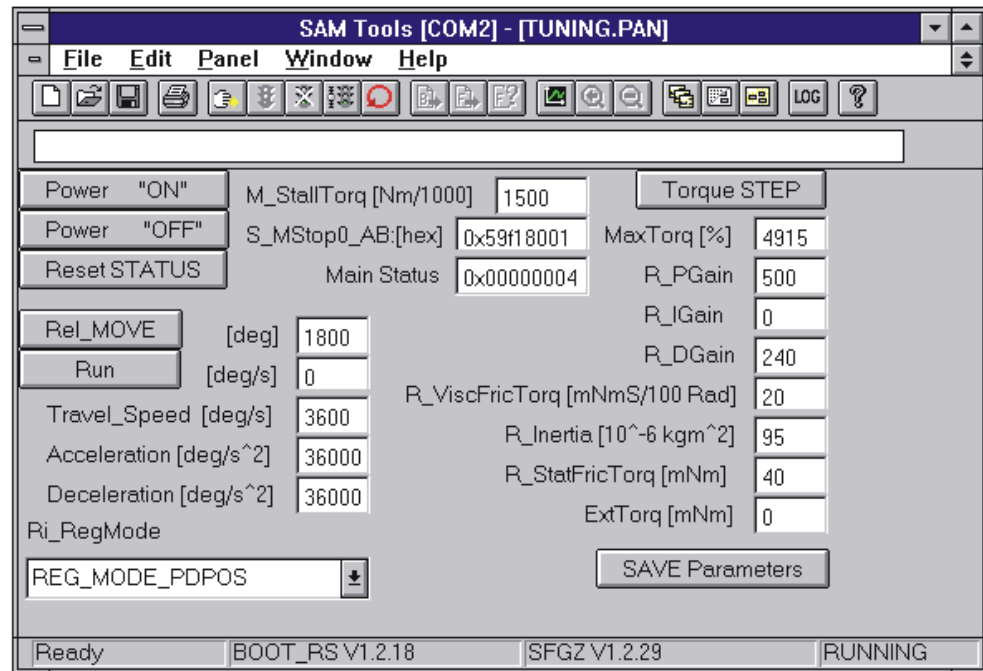 SAM Tools [COM2] - [TUNING.PAN]
File Edit Panel Window Help
LOG
Power "ON"
M_StallTorq [Nm/1000] 1500
Torque STEP
Power "OFF"
S_MStop0_AB:[hex] 0x59f18001
MaxTorq [%] 4915
Reset STATUS
Main Status 0x00000004
R_PGain 500
R_IGain 0
Rel_MOVE [deg] 1800
R_DGain 240
Run [deg/s] 0
R_ViscFricTorq [mNmS/100 Rad] 20
Travel_Speed [deg/s] 3600
R_Inertia [10^-6 kgm^2] 95
Acceleration [deg/s^2] 36000
R_StatFricTorq [mNm] 40
Deceleration [deg/s^2] 36000
ExtTorq [mNm] 0
Ri_RegMode
REG_MODE_PDPOS
SAVE Parameters
Ready BOOT_RS V1.2.18 SFGZ V1.2.29 RUNNING